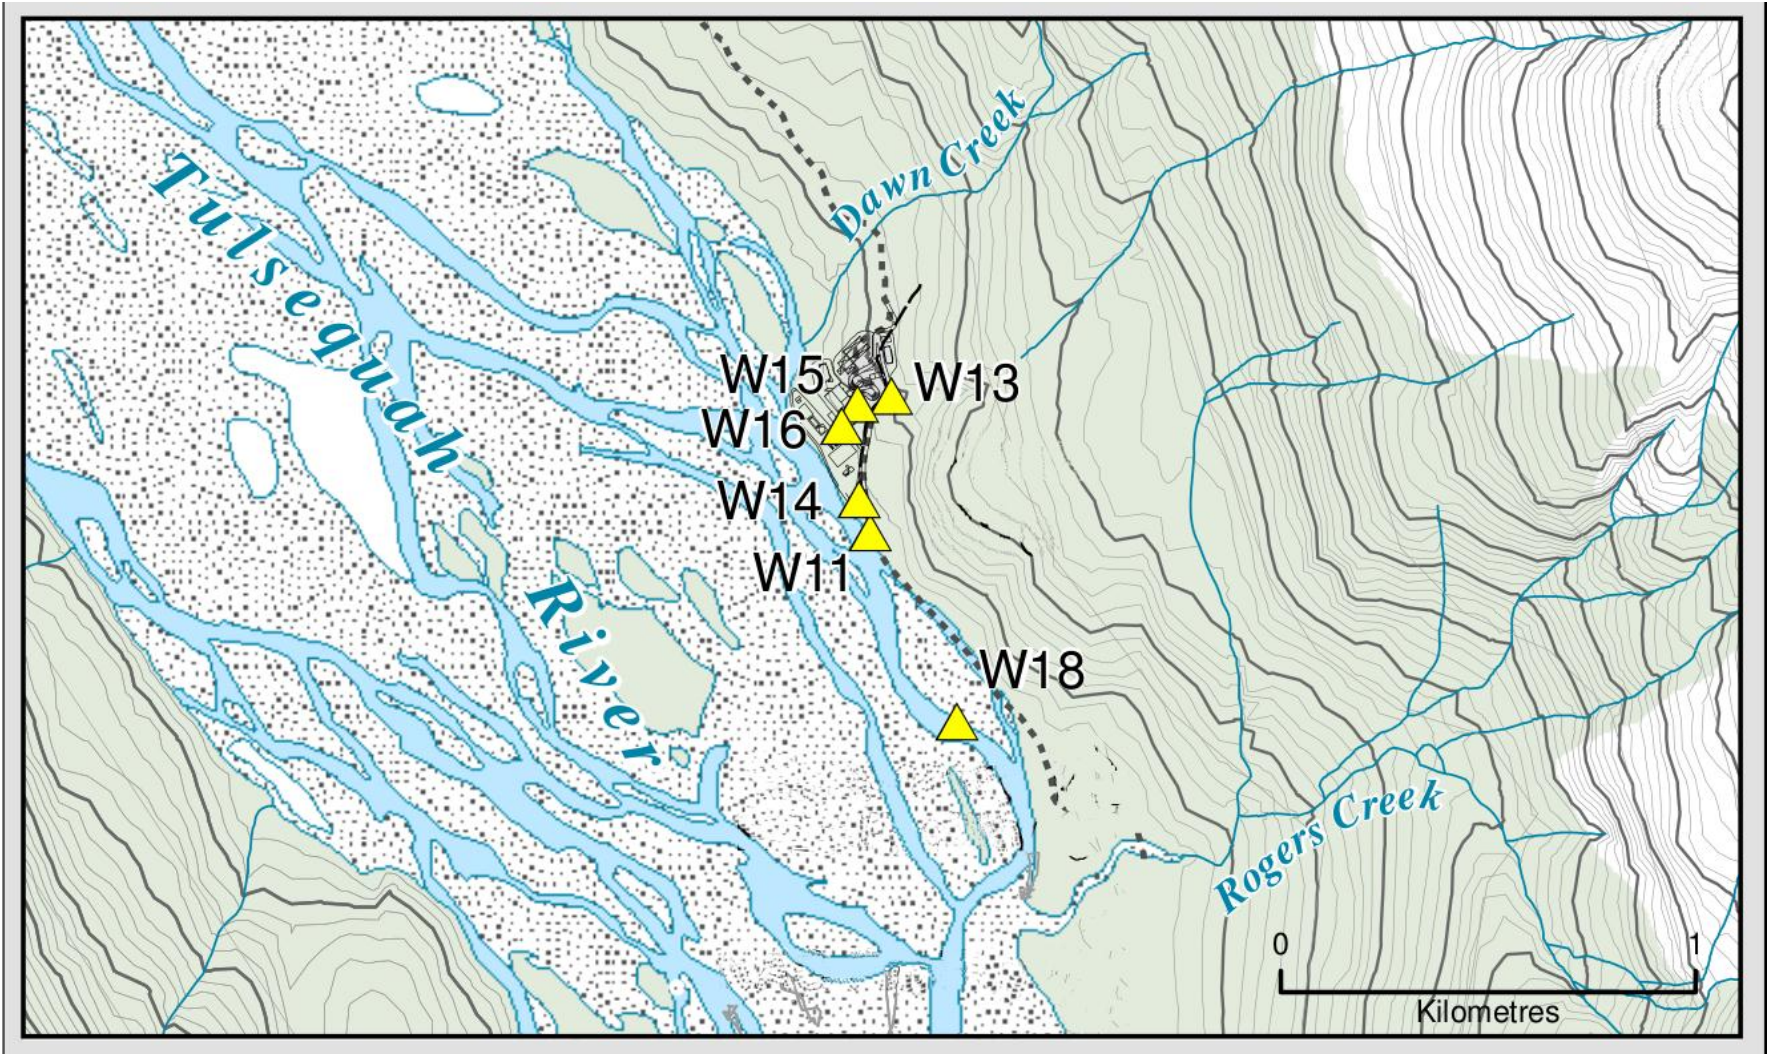 Dawn Creek
Tulsequah
River
W15
W13
W16
W14
W11
W18
Rogers Creek
0 1
Kilometres